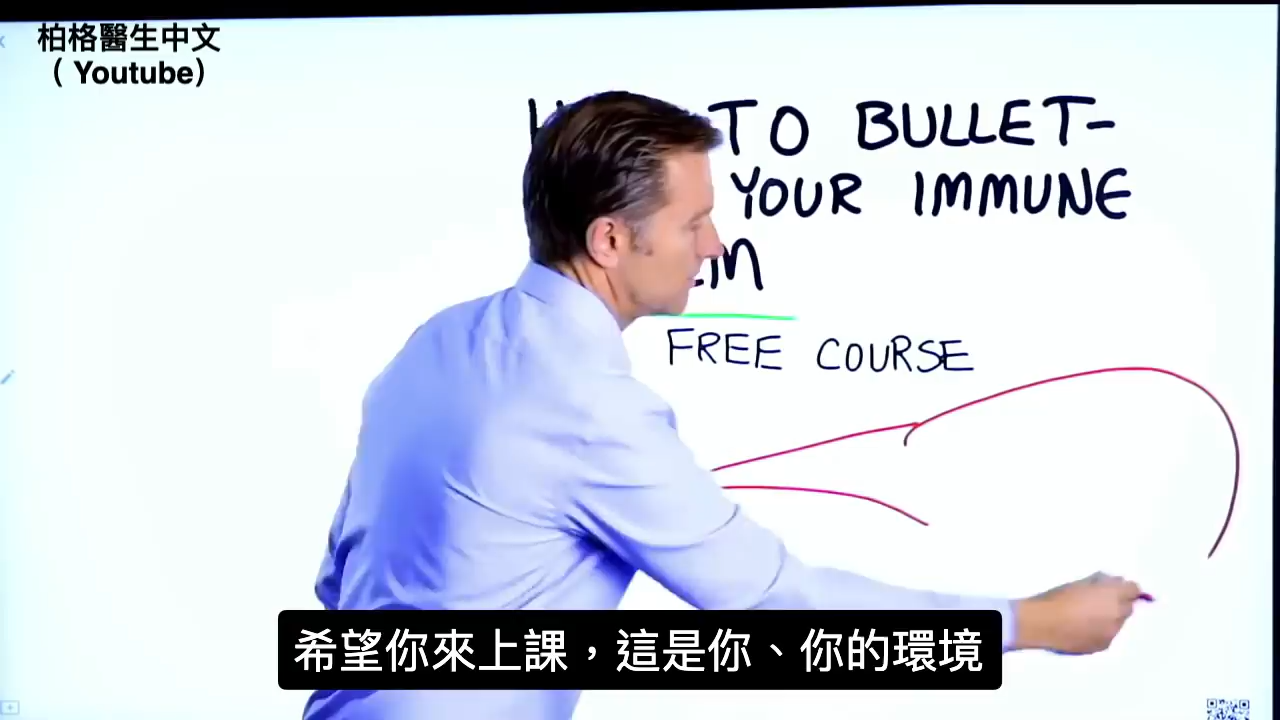 柏格醫生中文
（Youtube）
TO BULLET-
YOUR IMMUNE
FREE COURSE
希望你來上課，這是你、你的環境